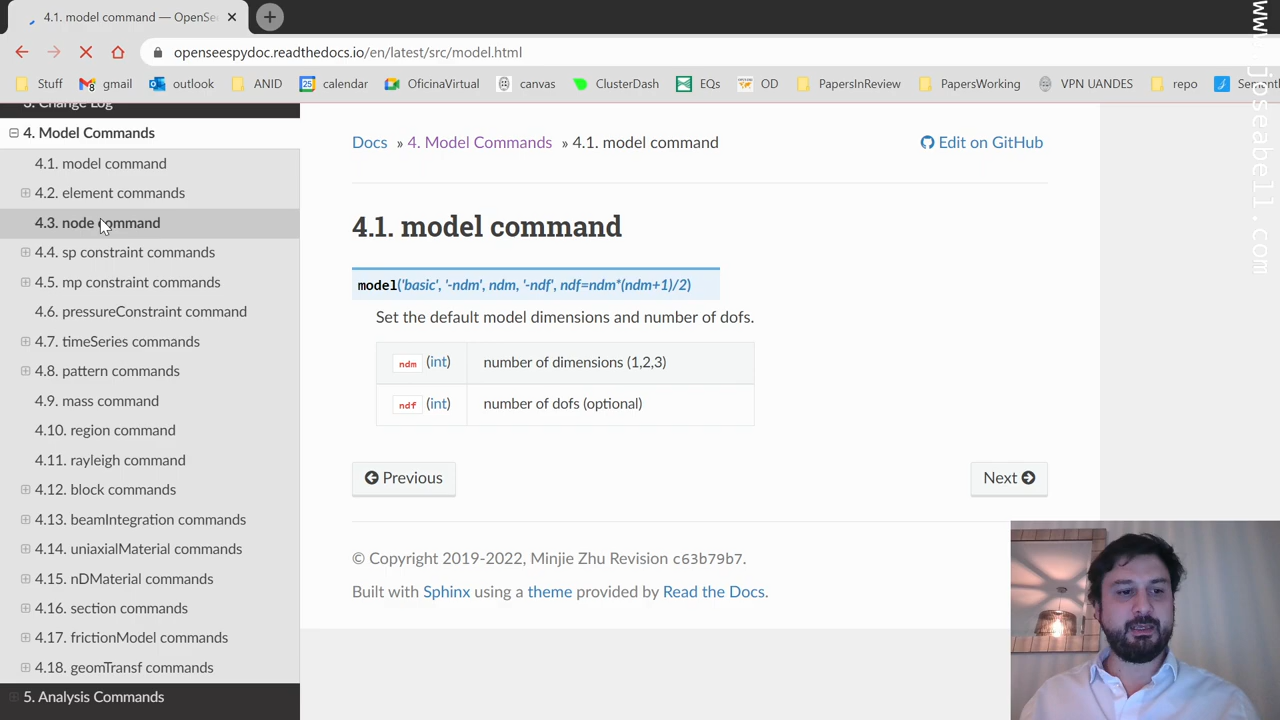 4.1. model command — OpenSe
openseespydoc.readthedocs.io/en/latest/src/model.html
Stuff gmail outlook ANID calendar OficinaVirtual canvas ClusterDash EQs OD PapersInReview PapersWorking VPN UANDES repo
www.joseabell.com
3. Change Log
4. Model Commands
4.1. model command
4.2. element commands
4.3. node command
4.4. sp constraint commands
4.5. mp constraint commands
4.6. pressureConstraint command
4.7. timeSeries commands
4.8. pattern commands
4.9. mass command
4.10. region command
4.11. rayleigh command
4.12. block commands
4.13. beamIntegration commands
4.14. uniaxialMaterial commands
4.15. nDMaterial commands
4.16. section commands
4.17. frictionModel commands
4.18. geomTransf commands
5. Analysis Commands
Docs » 4. Model Commands » 4.1. model command
Edit on GitHub
4.1. model command
model('basic', '-ndm', ndm, '-ndf', ndf=ndm*(ndm+1)/2)
Set the default model dimensions and number of dofs.
ndm (int) number of dimensions (1,2,3)
ndf (int) number of dofs (optional)
Previous
Next
© Copyright 2019-2022, Minjie Zhu Revision c63b79b7.
Built with Sphinx using a theme provided by Read the Docs.